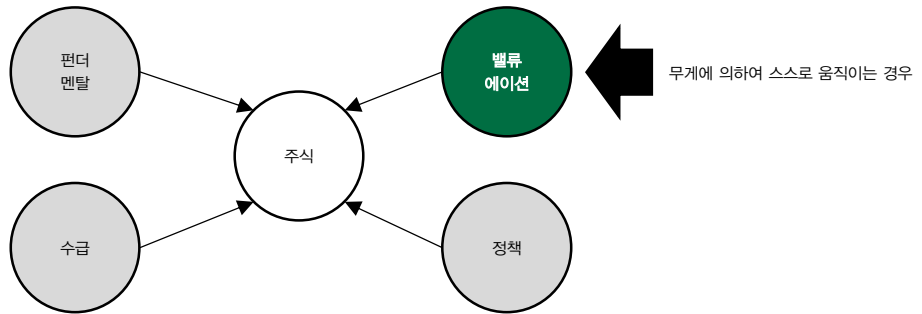 펀더
멘탈
밸류
에이션
무게에 의하여 스스로 움직이는 경우
주식
수급
정책